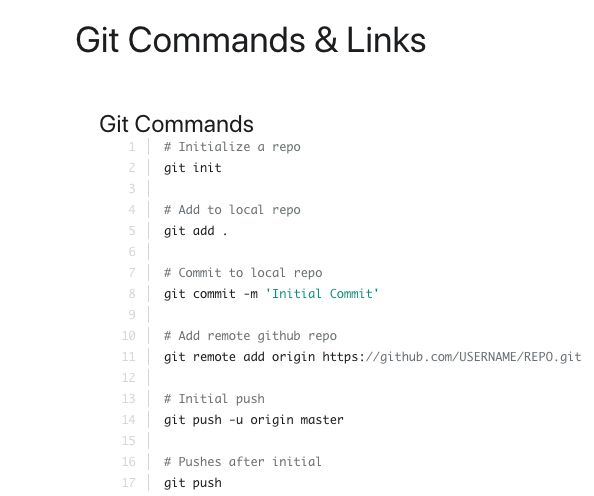 Git Commands & Links
Git Commands
1 # Initialize a repo
2 git init
3
4 # Add to local repo
5 git add .
6
7 # Commit to local repo
8 git commit -m 'Initial Commit'
9
10 # Add remote github repo
11 git remote add origin https://github.com/USERNAME/REPO.git
12
13 # Initial push
14 git push -u origin master
15
16 # Pushes after initial
17 git push